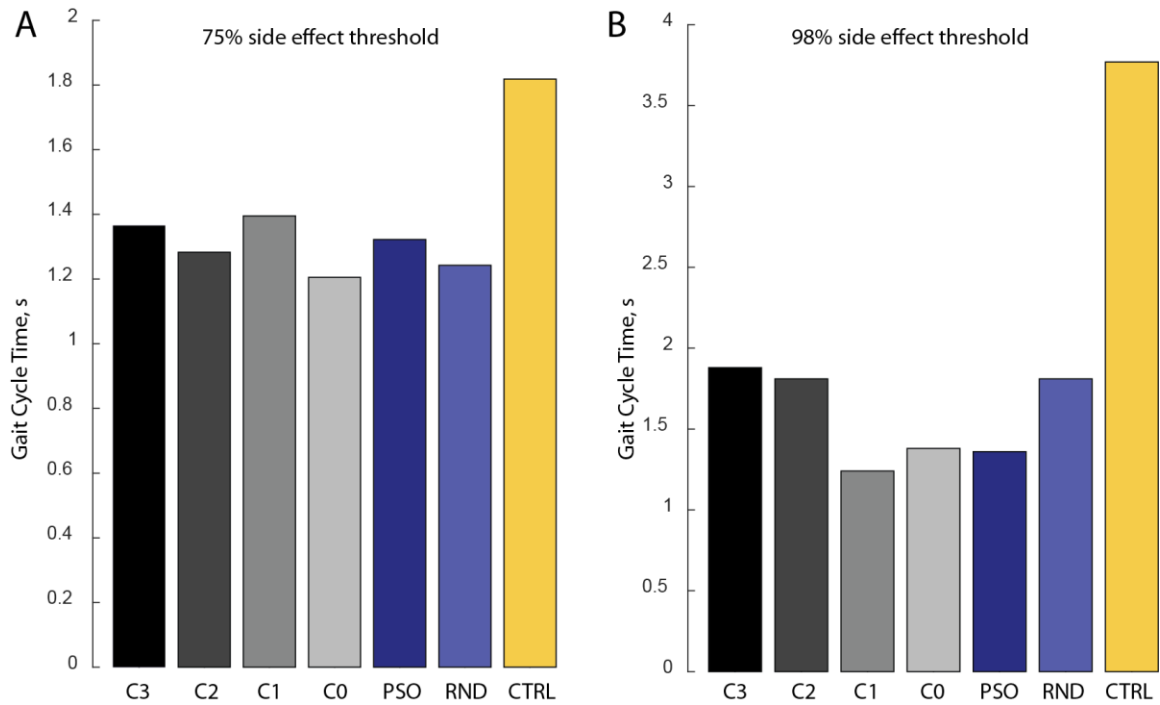 A
75% side effect threshold
Gait Cycle Time, s
2
1.8
1.6
1.4
1.2
1
0.8
0.6
0.4
0.2
0
C3 C2 C1 C0 PSO RND CTRL
B
98% side effect threshold
Gait Cycle Time, s
4
3.5
3
2.5
2
1.5
1
0.5
0
C3 C2 C1 C0 PSO RND CTRL